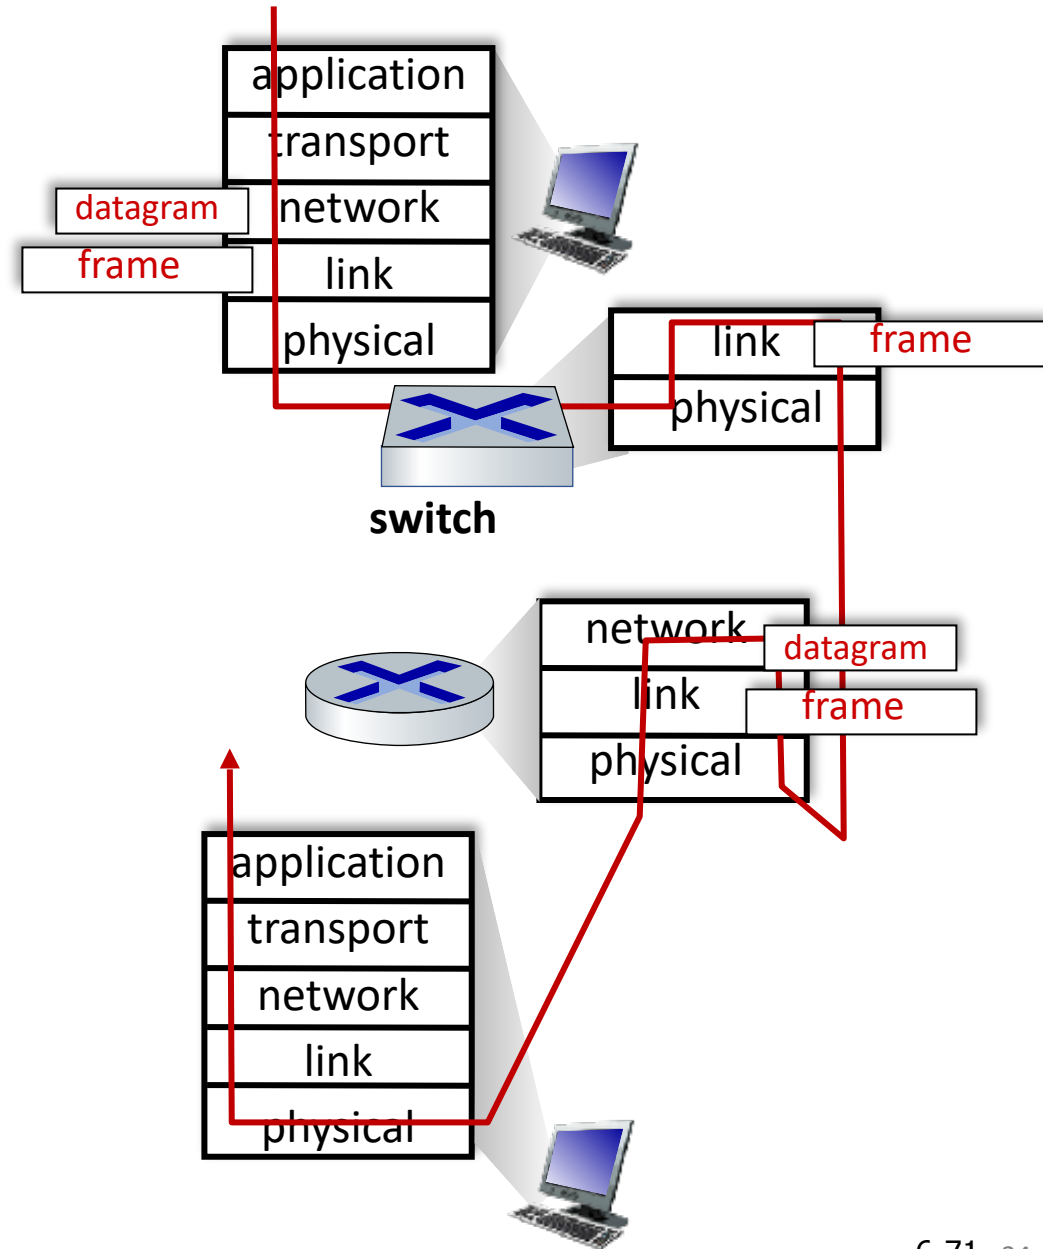 application
transport
datagram network
frame link
physical
link frame
physical
switch
network datagram
link frame
physical
application
transport
network
link
physical